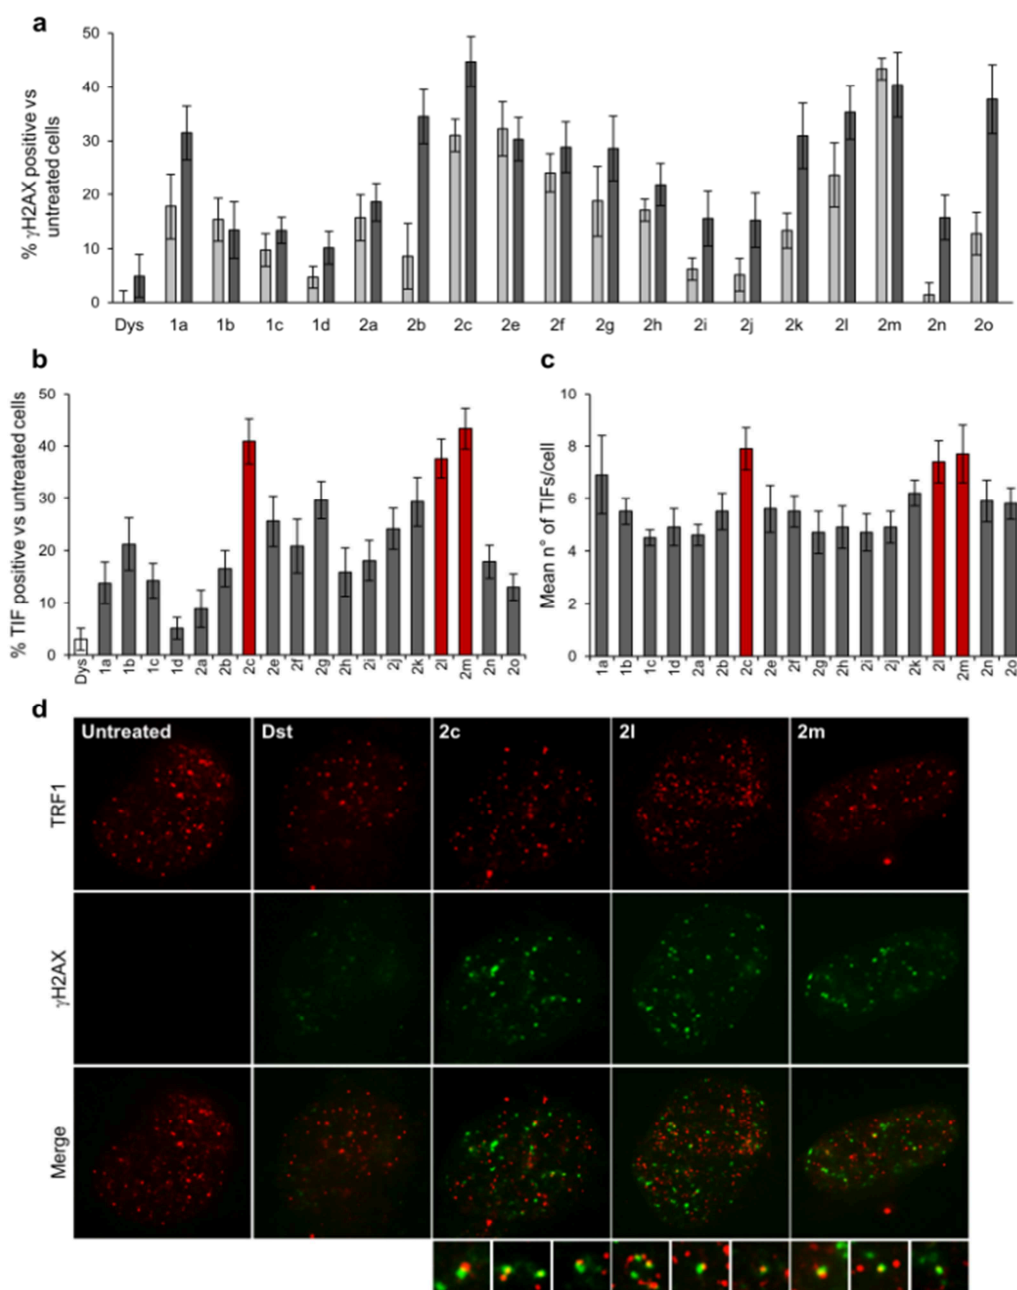 a
% γH2AX positive vs
untreated cells
50
40
30
20
10
0
Dys 1a 1b 1c 1d 2a 2b 2c 2e 2f 2g 2h 2i 2j 2k 2l 2m 2n 2o
b
% TIF positive vs untreated cells
50
40
30
20
10
0
Dys 1a 1b 1c 1d 2a 2b 2c 2e 2f 2g 2h 2i 2j 2k 2l 2m 2n 2o
c
Mean n° of TIFs/cell
10
8
6
4
2
0
1a 1b 1c 1d 2a 2b 2c 2e 2f 2g 2h 2i 2j 2k 2l 2m 2n 2o
d
Untreated Dst 2c 2l 2m
TRF1
γH2AX
Merge